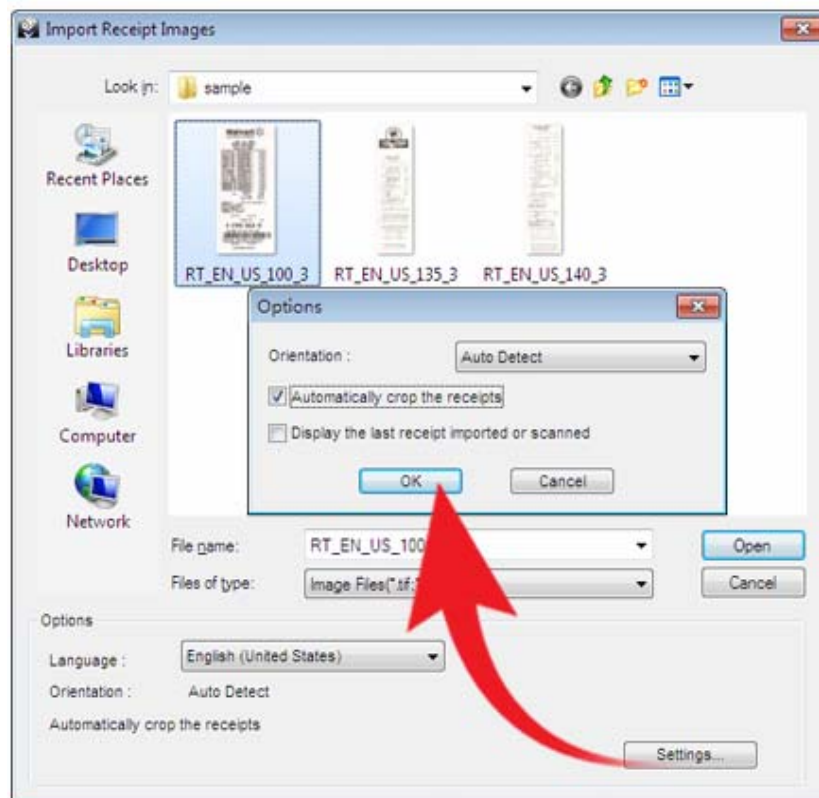 Import Receipt Images
Look in: sample
Recent Places
Desktop
Libraries
Computer
Network
RT_EN_US_100_3 RT_EN_US_135_3 RT_EN_US_140_3
Options
Orientation : Auto Detect
Automatically crop the receipts
Display the last receipt imported or scanned
OK Cancel
File name: RT_EN_US_100 Open
Files of type: Image Files(*.tif; Cancel
Options
Language : English (United States)
Orientation : Auto Detect
Automatically crop the receipts
Settings...